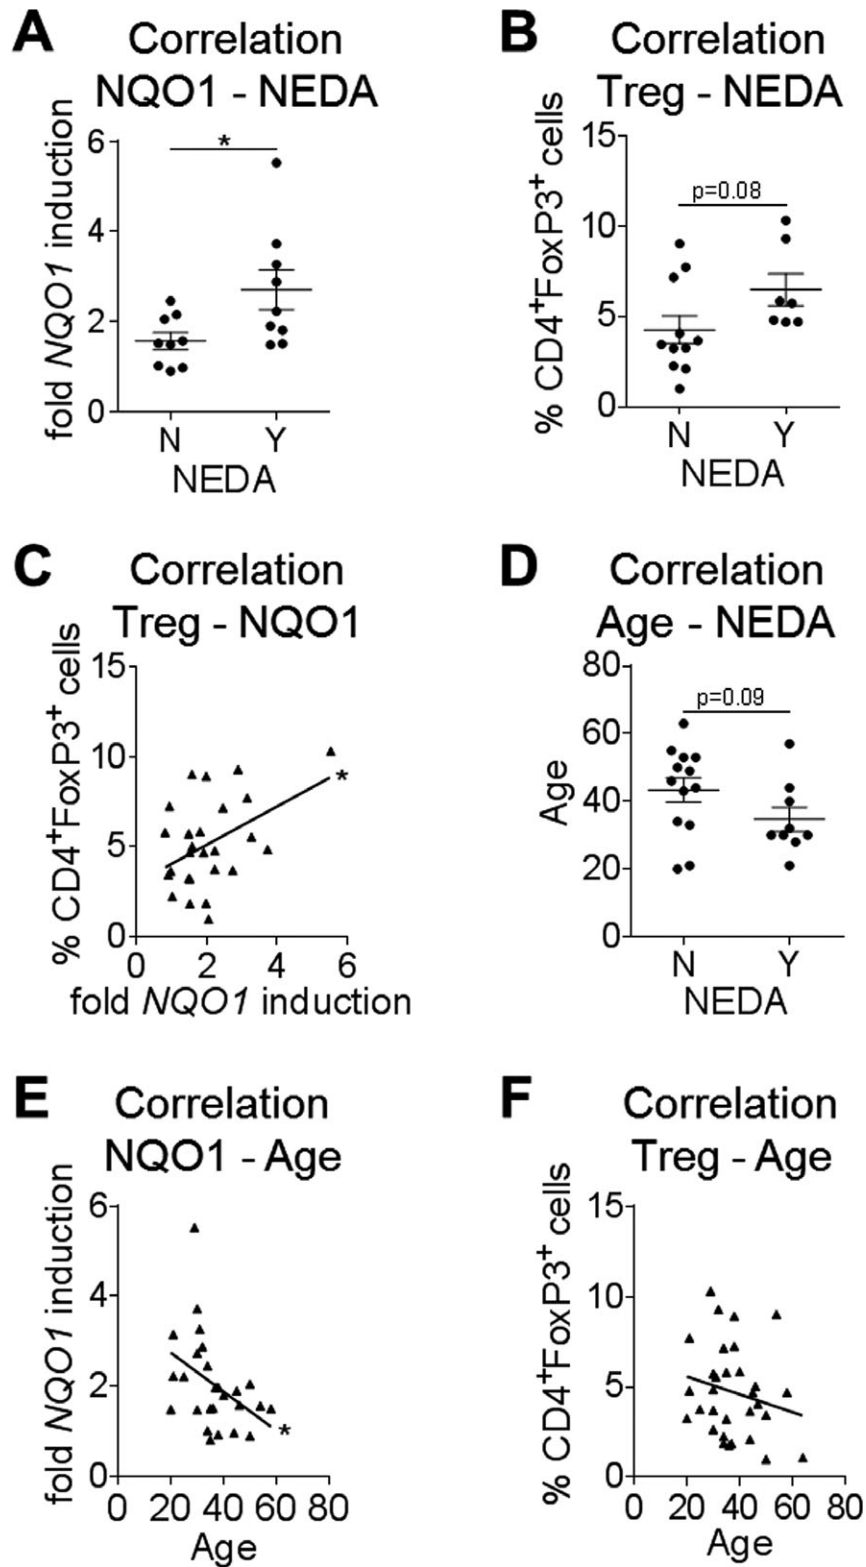 A
Correlation
NQO1 - NEDA
fold NQO1 induction
6
4
2
0
*
N
Y
NEDA
B
Correlation
Treg - NEDA
% CD4+FoxP3+ cells
15
10
5
0
p=0.08
N
Y
NEDA
C
Correlation
Treg - NQO1
% CD4+FoxP3+ cells
15
10
5
0
*
0
2
4
6
fold NQO1 induction
D
Correlation
Age - NEDA
Age
80
60
40
20
0
p=0.09
N
Y
NEDA
E
Correlation
NQO1 - Age
fold NQO1 induction
6
4
2
0
*
0 20 40 60 80
Age
F
Correlation
Treg - Age
% CD4+FoxP3+ cells
15
10
5
0
0 20 40 60 80
Age